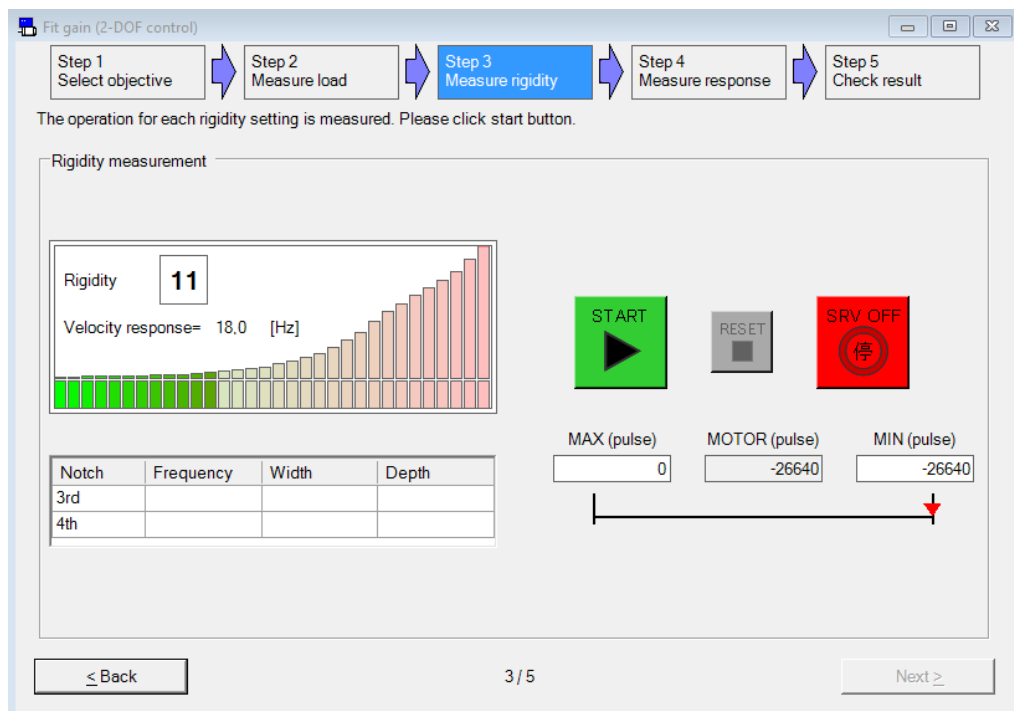 Fit gain (2-DOF control)
Step 1
Select objective
Step 2
Measure load
Step 3
Measure rigidity
Step 4
Measure response
Step 5
Check result
The operation for each rigidity setting is measured. Please click start button.
Rigidity measurement
Rigidity 11
Velocity response= 18,0 [Hz]
START
RESET
SRV OFF
停
MAX (pulse) MOTOR (pulse) MIN (pulse)
0 -26640 -26640
Notch Frequency Width Depth
3rd
4th
< Back
3 / 5
Next >